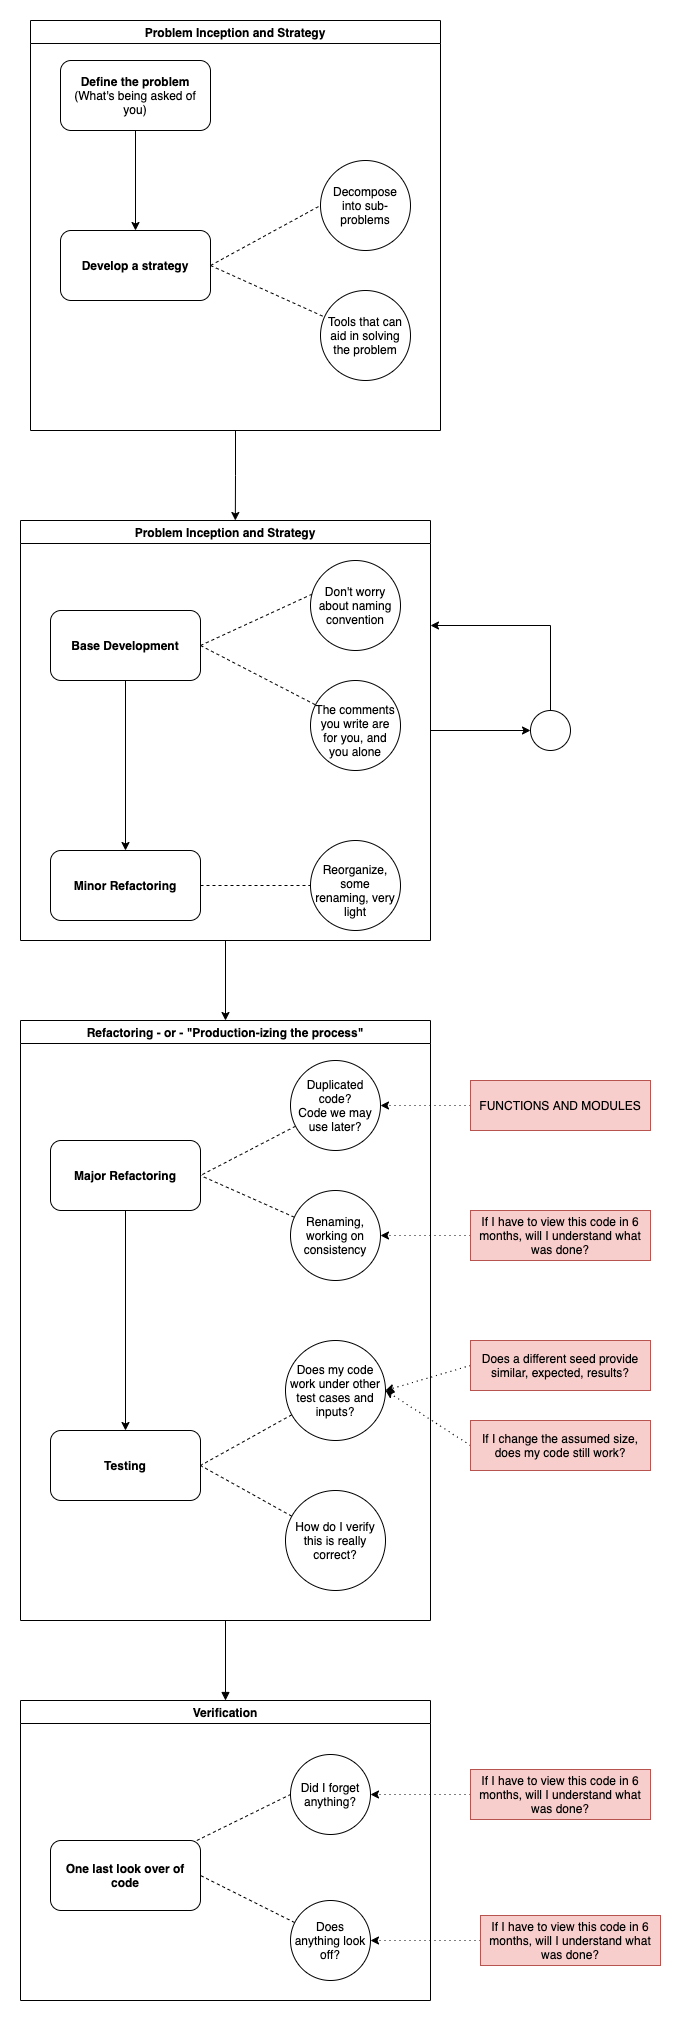 Problem Inception and Strategy
Define the problem
(What's being asked of
you)
Decompose
into sub-
problems
Develop a strategy
Tools that can
aid in solving
the problem
Problem Inception and Strategy
Don't worry
about naming
convention
Base Development
The comments
you write are
for you, and
you alone
Minor Refactoring
Reorganize,
some
renaming, very
light
Refactoring - or - "Production-izing the process"
Duplicated
code?
Code we may
use later?
FUNCTIONS AND MODULES
Major Refactoring
Renaming,
working on
consistency
If I have to view this code in 6
months, will I understand what
was done?
Does my code
work under other
test cases and
inputs?
Does a different seed provide
similar, expected, results?
If I change the assumed size,
does my code still work?
Testing
How do I verify
this is really
correct?
Verification
Did I forget
anything?
If I have to view this code in 6
months, will I understand what
was done?
One last look over of
code
Does
anything look
off?
If I have to view this code in 6
months, will I understand what
was done?